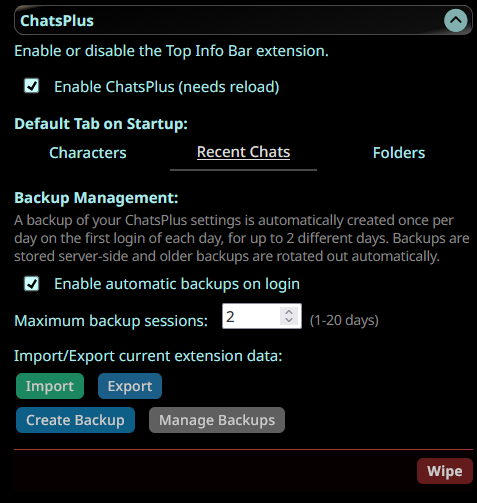 ChatsPlus
Enable or disable the Top Info Bar extension.
Enable ChatsPlus (needs reload)
Default Tab on Startup:
Characters Recent Chats Folders
Backup Management:
A backup of your ChatsPlus settings is automatically created once per
day on the first login of each day, for up to 2 different days. Backups are
stored server-side and older backups are rotated out automatically.
Enable automatic backups on login
Maximum backup sessions: 2 (1-20 days)
Import/Export current extension data:
Import Export
Create Backup Manage Backups
Wipe